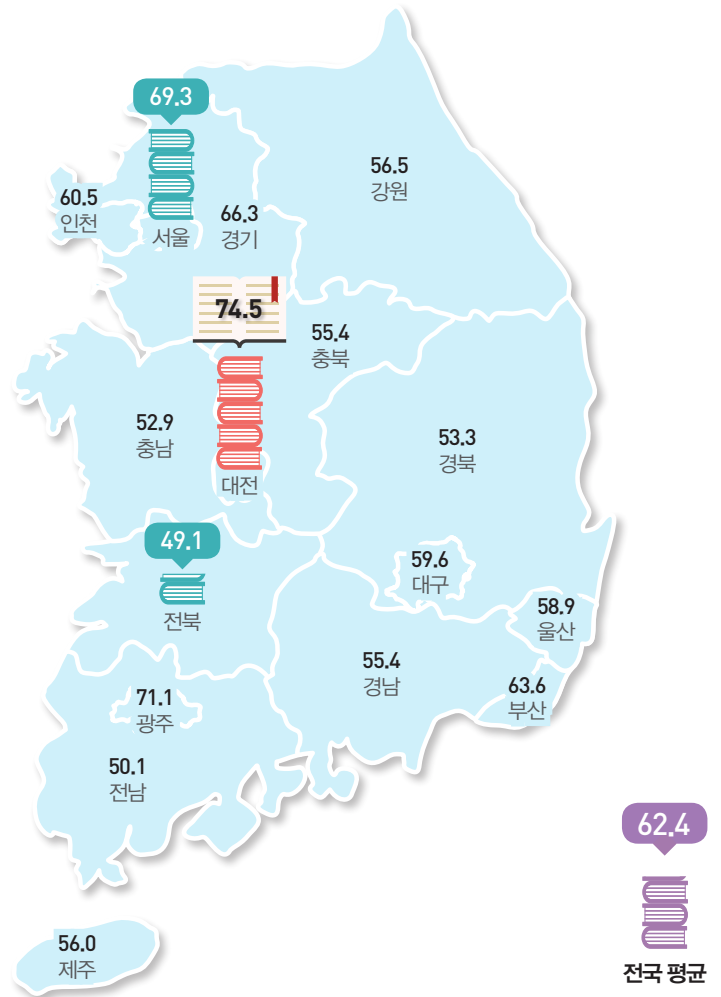 69.3
서울
56.5
강원
60.5
인천
66.3
경기
74.5
대전
55.4
충북
52.9
충남
53.3
경북
49.1
전북
59.6
대구
58.9
울산
55.4
경남
63.6
부산
71.1
광주
50.1
전남
62.4
전국 평균
56.0
제주